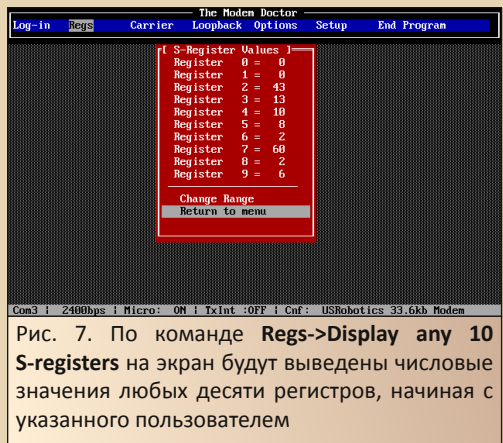 The Modem Doctor
Log-in Regs Carrier Loopback Options Setup End Program
[ S-Register Values ]
Register 0 = 0
Register 1 = 0
Register 2 = 43
Register 3 = 13
Register 4 = 10
Register 5 = 8
Register 6 = 2
Register 7 = 60
Register 8 = 2
Register 9 = 6
Change Range
Return to menu
Com3 | 2400bps | Micro: ON | TxInt :OFF | Cnf: USRobotics 33.6kb Modem
Рис. 7. По команде Regs->Display any 10
S-registers на экран будут выведены числовые
значения любых десяти регистров, начиная с
указанного пользователем